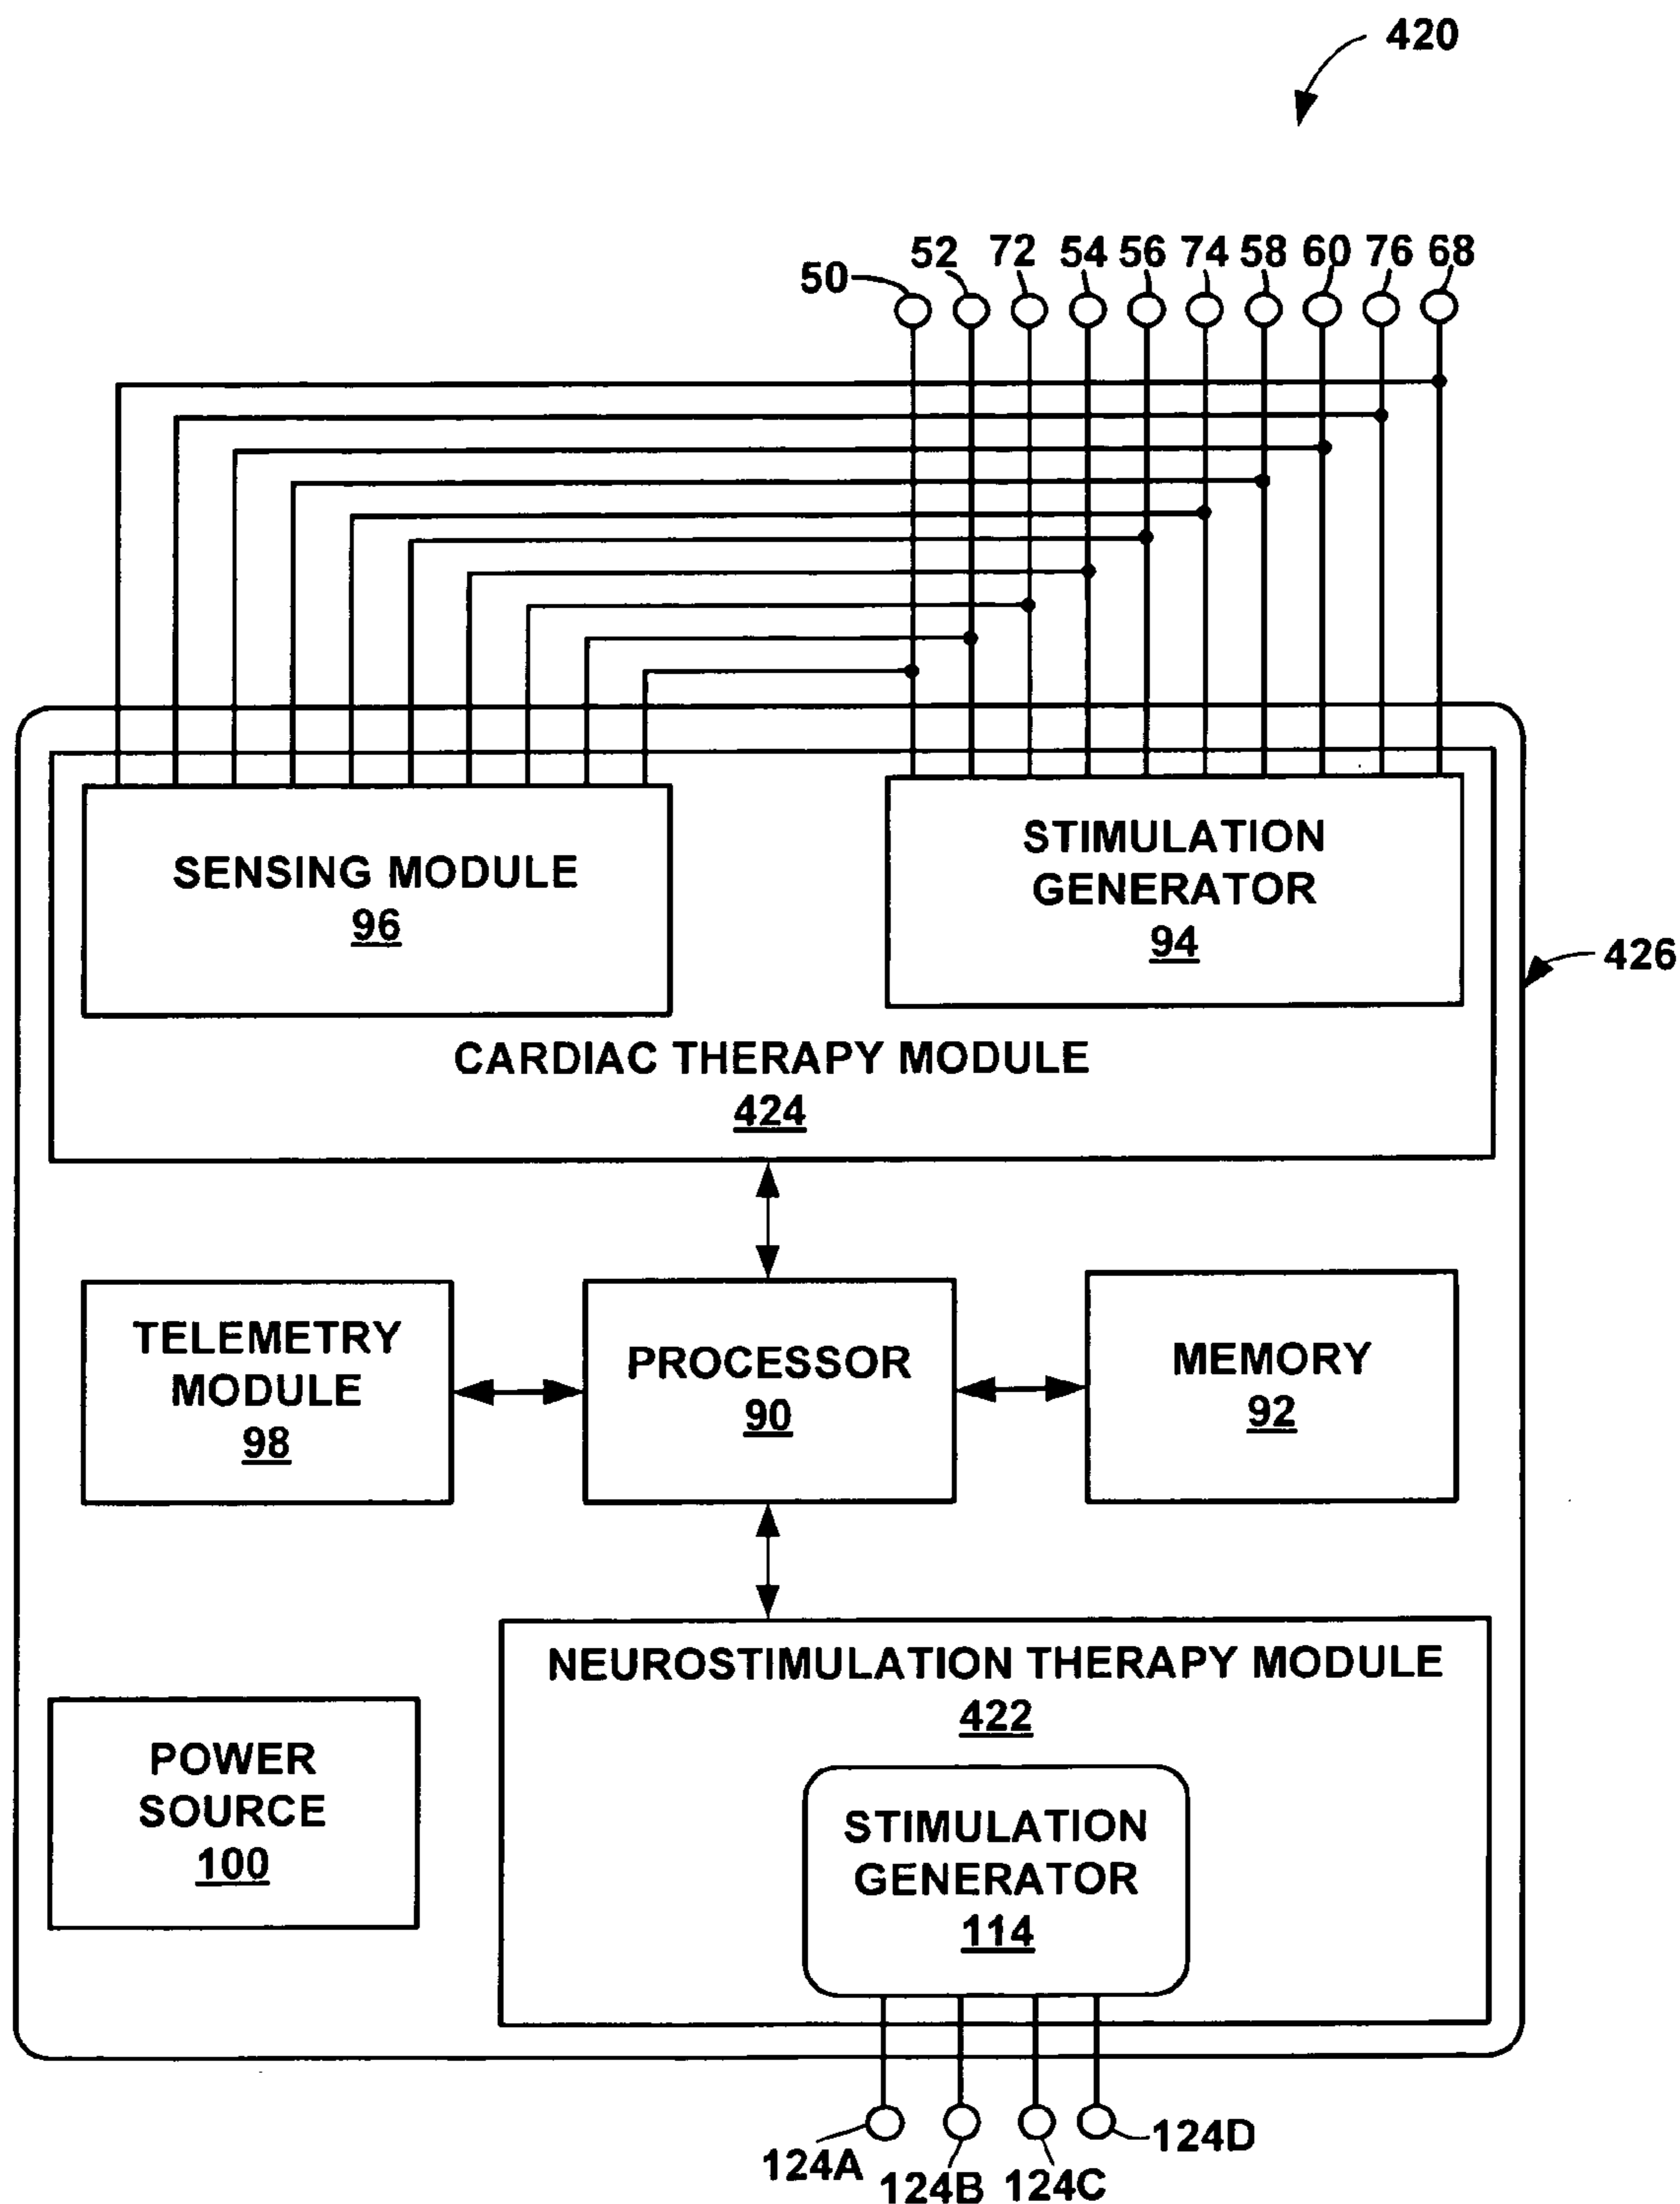 420
50 52 72 54 56 74 58 60 76 68
SENSING MODULE
96
STIMULATION
GENERATOR
94
426
CARDIAC THERAPY MODULE
424
TELEMETRY
MODULE
98
PROCESSOR
90
MEMORY
92
NEUROSTIMULATION THERAPY MODULE
422
POWER
SOURCE
100
STIMULATION
GENERATOR
114
124A 124B 124C 124D